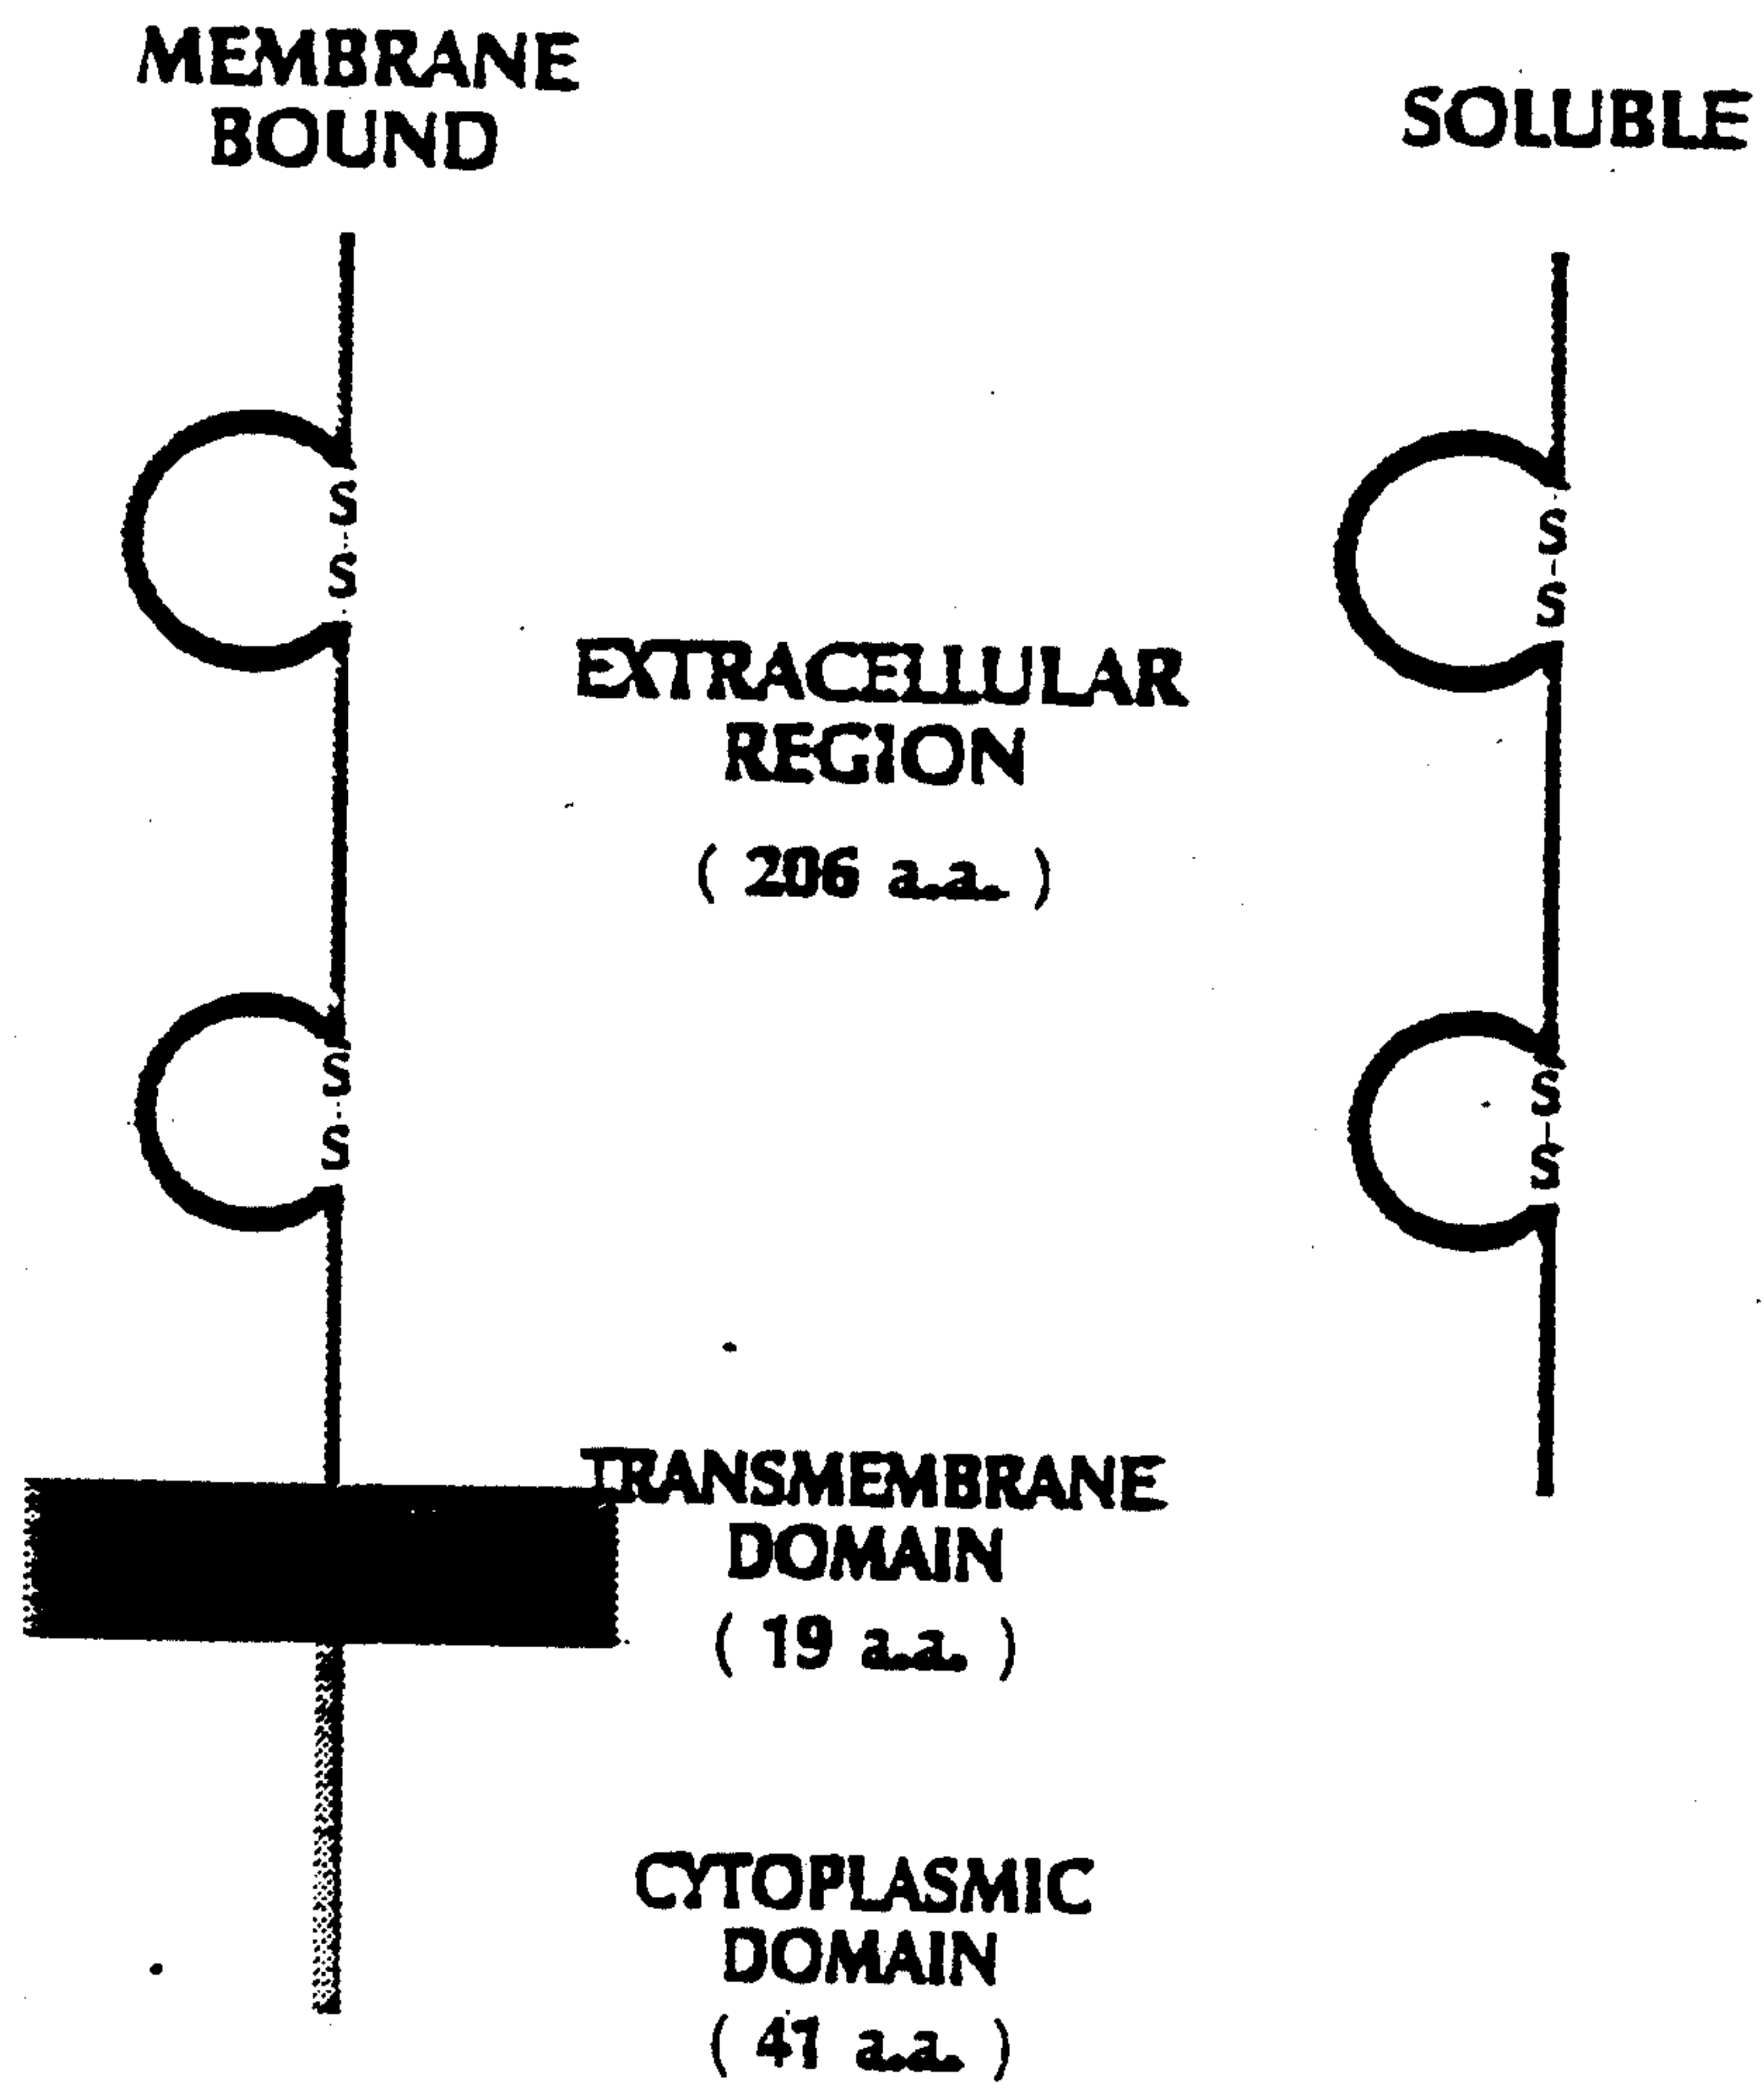 MEMBRANE
BOUND
SOLUBLE
S
S
S
S
EXTRACELLULAR
REGION
( 206 a.a. )
S
S
S
S
TRANSMEMBRANE
DOMAIN
( 19 a.a. )
CYTOPLASMIC
DOMAIN
( 41 a.a. )